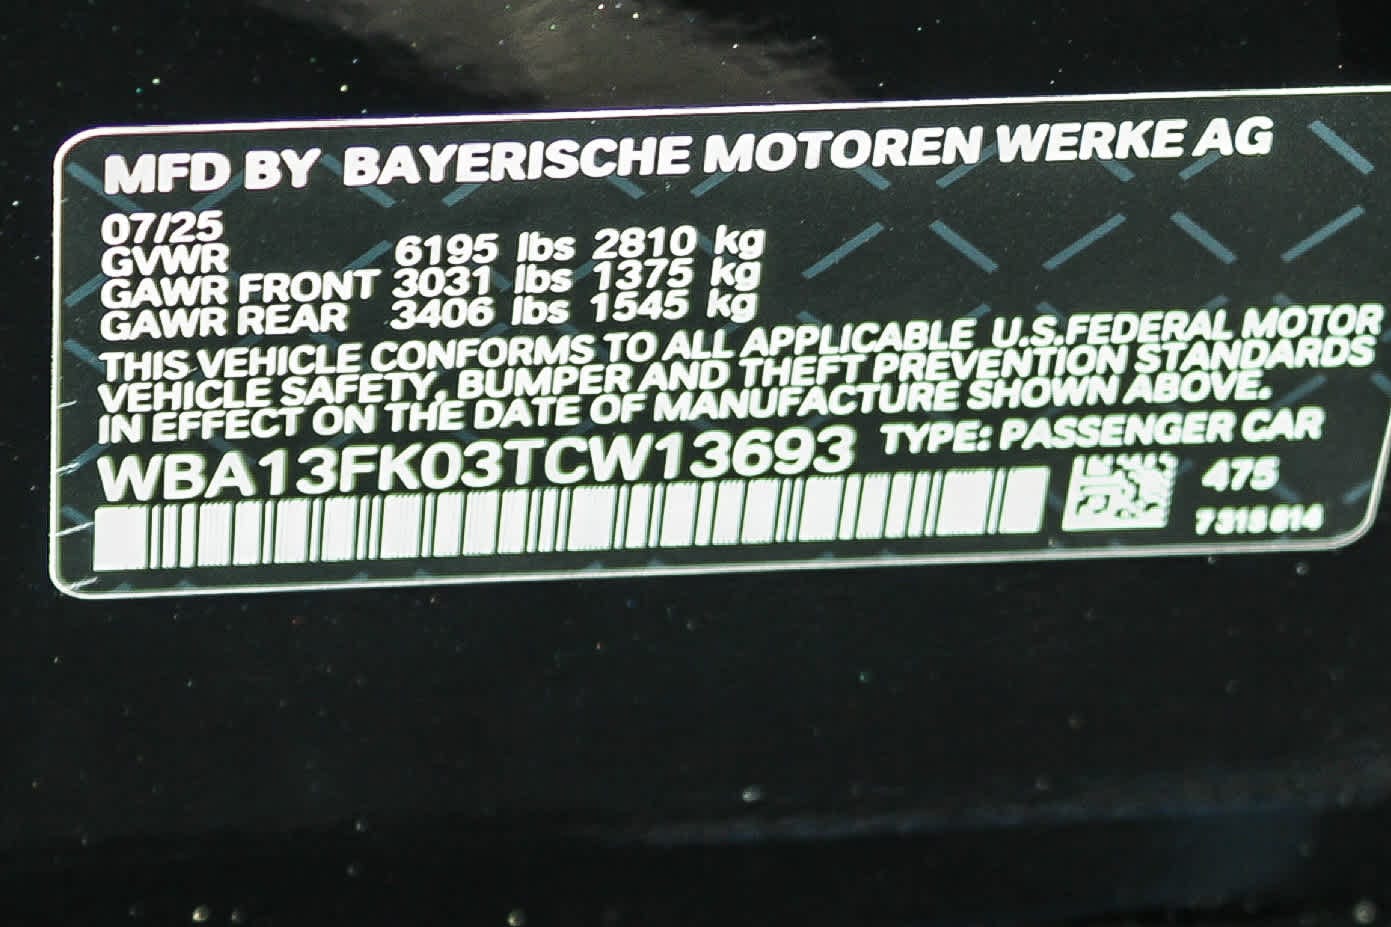 MFD BY BAYERISCHE MOTOREN WERKE AG
07/25
GVWR 6195 lbs 2810 kg
GAWR FRONT 3031 lbs 1375 kg
GAWR REAR 3406 lbs 1545 kg
THIS VEHICLE CONFORMS TO ALL APPLICABLE U.S.FEDERAL MOTOR
VEHICLE SAFETY, BUMPER AND THEFT PREVENTION STANDARDS
IN EFFECT ON THE DATE OF MANUFACTURE SHOWN ABOVE.
WBA13FK03TCW13693 TYPE: PASSENGER CAR
475